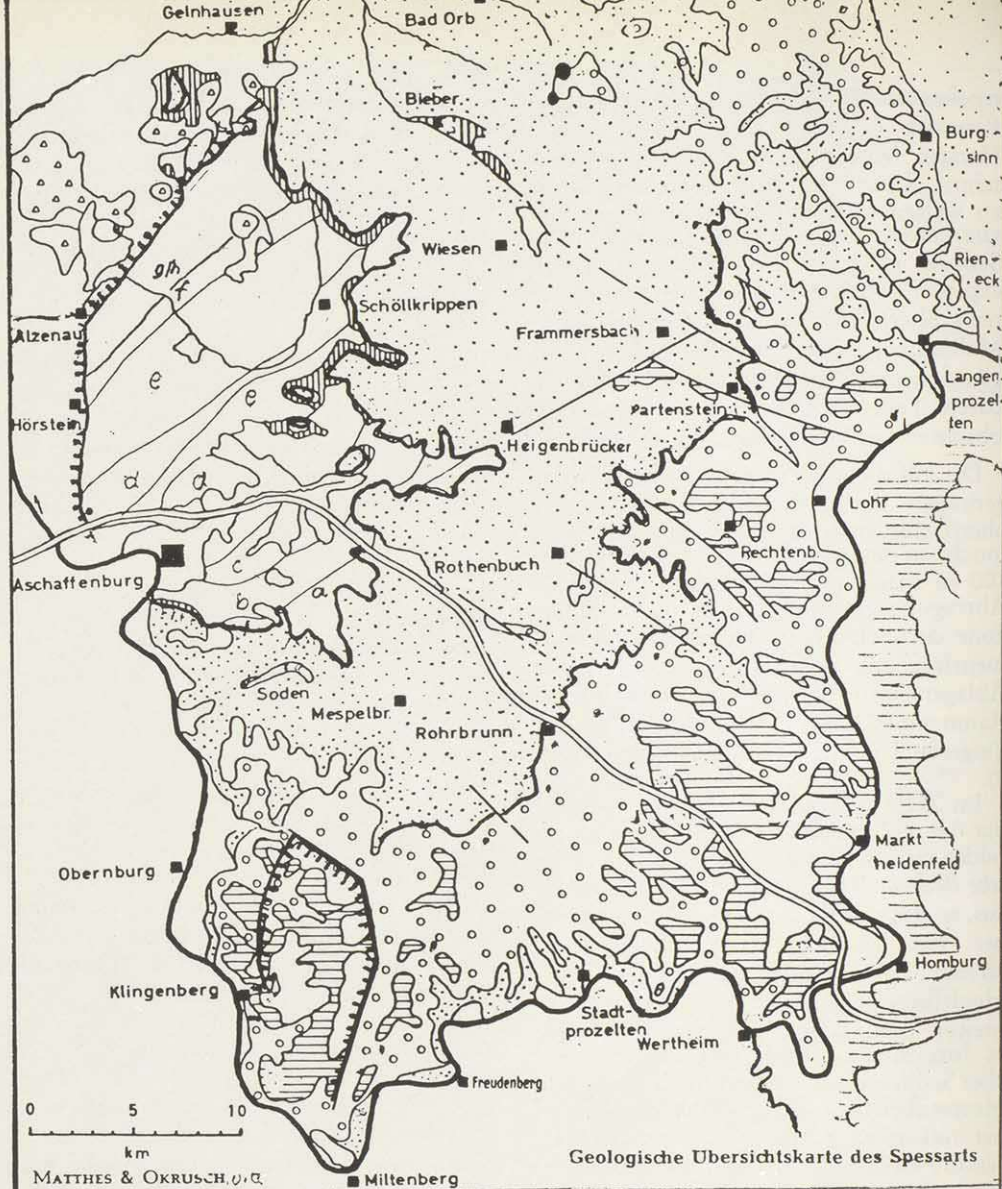 Gelnhausen
Bad Orb
Bieber
Burg-
sinn
Wiesen
Rien-
eck
g/h
f
Schöllkrippen
Alzenau
Frammersbach
e
e
Langen-
prozel-
ten
Partenstein
Hörstein
Heigenbrücker
d
d
Lohr
Rechtenb.
Aschaffenburg
Rothenbuch
c
b
a
Soden
Mespelbr.
Rohrbrunn
Markt
heidenfeld
Obernburg
Homburg
Klingenberg
Stadt-
prozelten
Wertheim
Freudenberg
0 5 10
km
Geologische Übersichtskarte des Spessarts
MATTHES & OKRUSCH, u. a.
Miltenberg